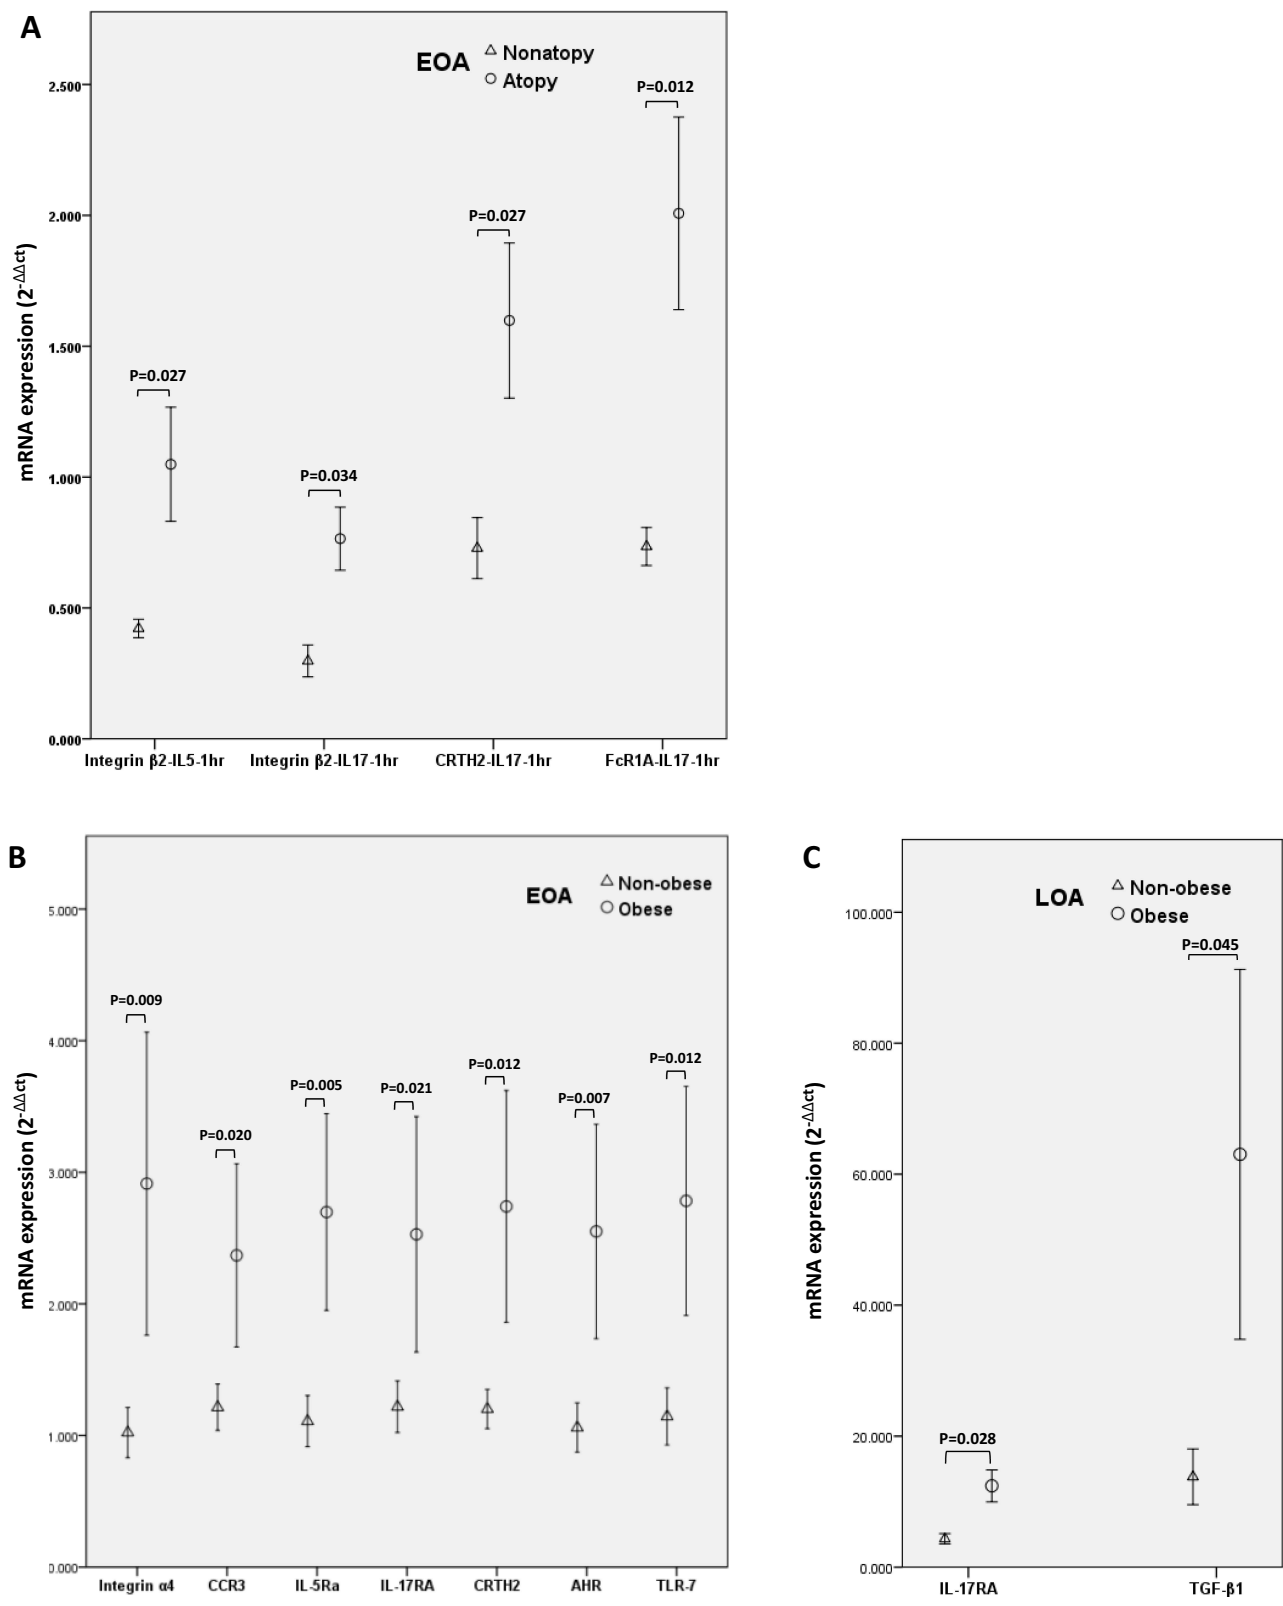 A
EOA
Nonatopy
Atopy
mRNA expression (2-ΔΔct)
2.500
2.000
1.500
1.000
0.500
0.000
P=0.027
P=0.034
P=0.027
P=0.012
Integrin β2-IL5-1hr
Integrin β2-IL17-1hr
CRTH2-IL17-1hr
FcR1A-IL17-1hr
B
EOA
Non-obese
Obese
mRNA expression (2-ΔΔct)
5.000
4.000
3.000
2.000
1.000
0.000
P=0.009
P=0.020
P=0.005
P=0.021
P=0.012
P=0.007
P=0.012
Integrin α4
CCR3
IL-5Ra
IL-17RA
CRTH2
AHR
TLR-7
C
LOA
Non-obese
Obese
mRNA expression (2-ΔΔct)
100.000
80.000
60.000
40.000
20.000
0.000
P=0.028
P=0.045
IL-17RA
TGF-β1